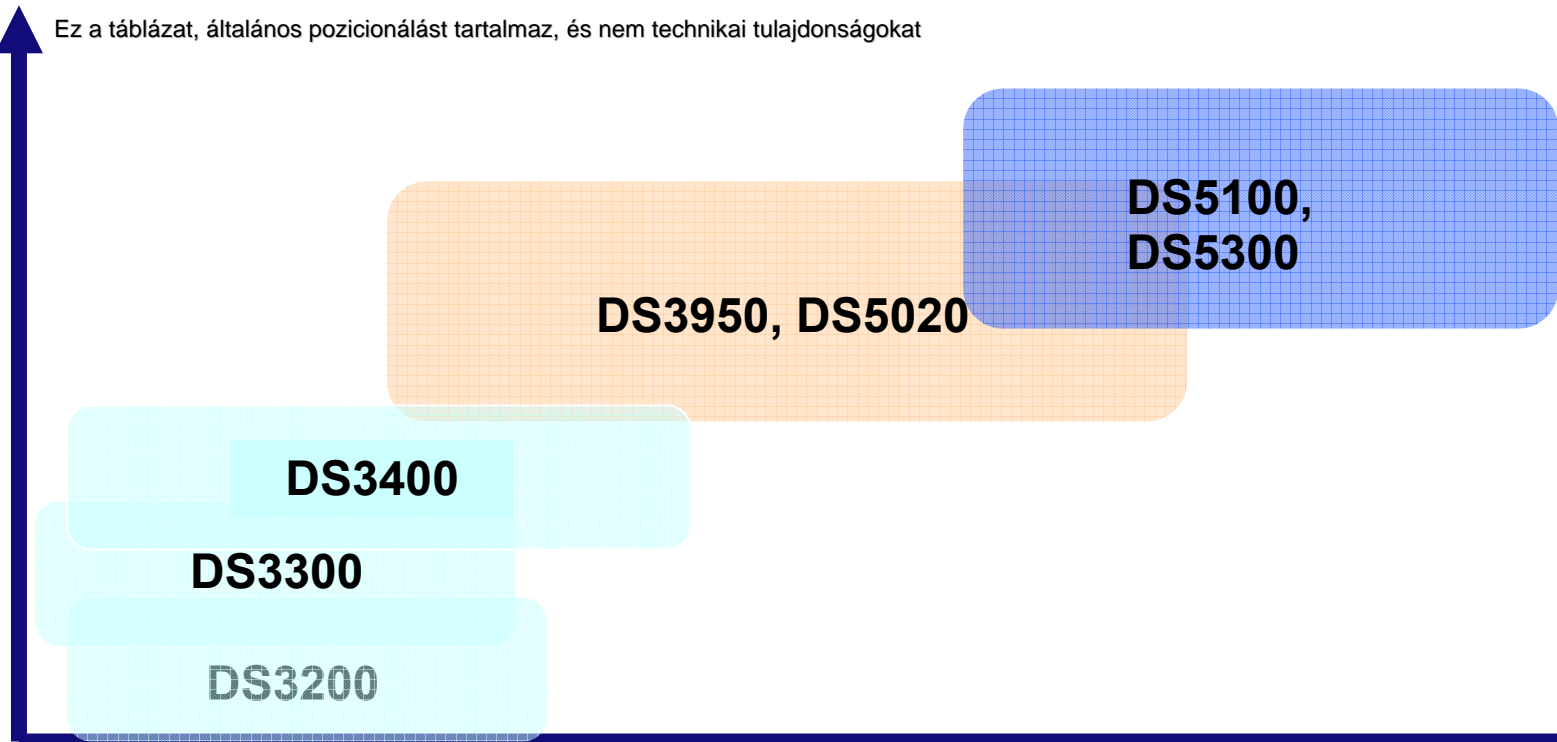 Ez a táblázat, általános pozicionálást tartalmaz, és nem technikai tulajdonságokat
DS5100,
DS5300
DS3950, DS5020
DS3400
DS3300
DS3200